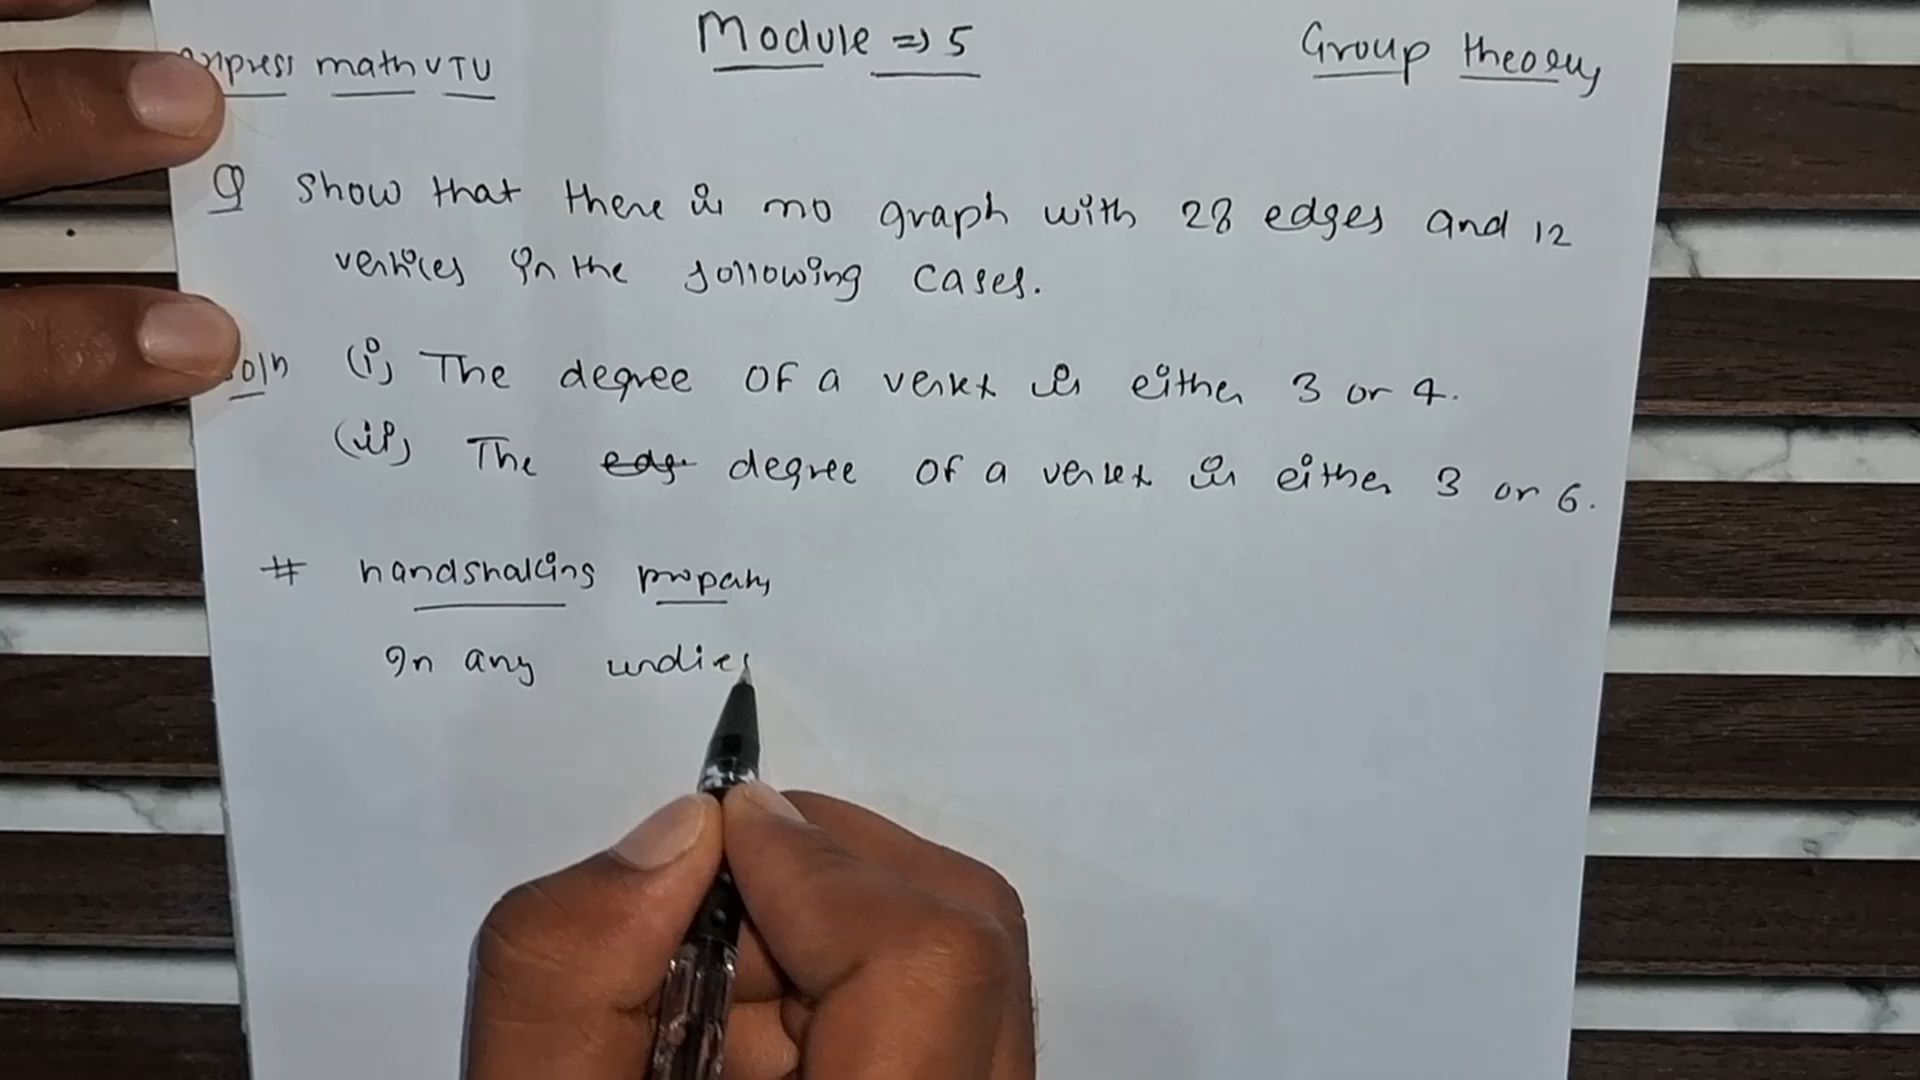 math VTU
Module => 5
Group theory
Q Show that there is no graph with 28 edges and 12
vertices in the following cases.
Soln (i) The degree OF a vertex is either 3 or 4.
(ii) The degree of a vertex is either 3 or 6.
# handshaking property
In any undire